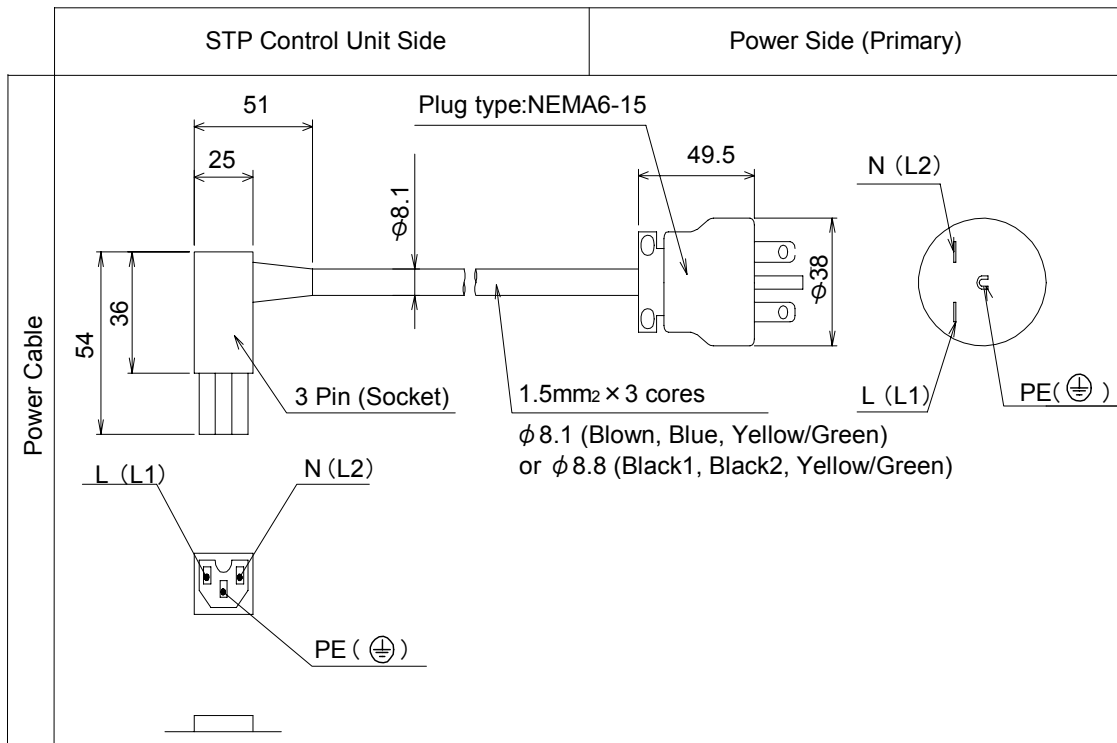 STP Control Unit Side
Power Side (Primary)
Power Cable
51
Plug type:NEMA6-15
25
49.5
N (L2)
φ8.1
54
36
φ38
3 Pin (Socket)
1.5mm2 × 3 cores
L (L1)
PE( )
φ8.1 (Blown, Blue, Yellow/Green)
or φ8.8 (Black1, Black2, Yellow/Green)
L (L1)
N (L2)
PE ( )